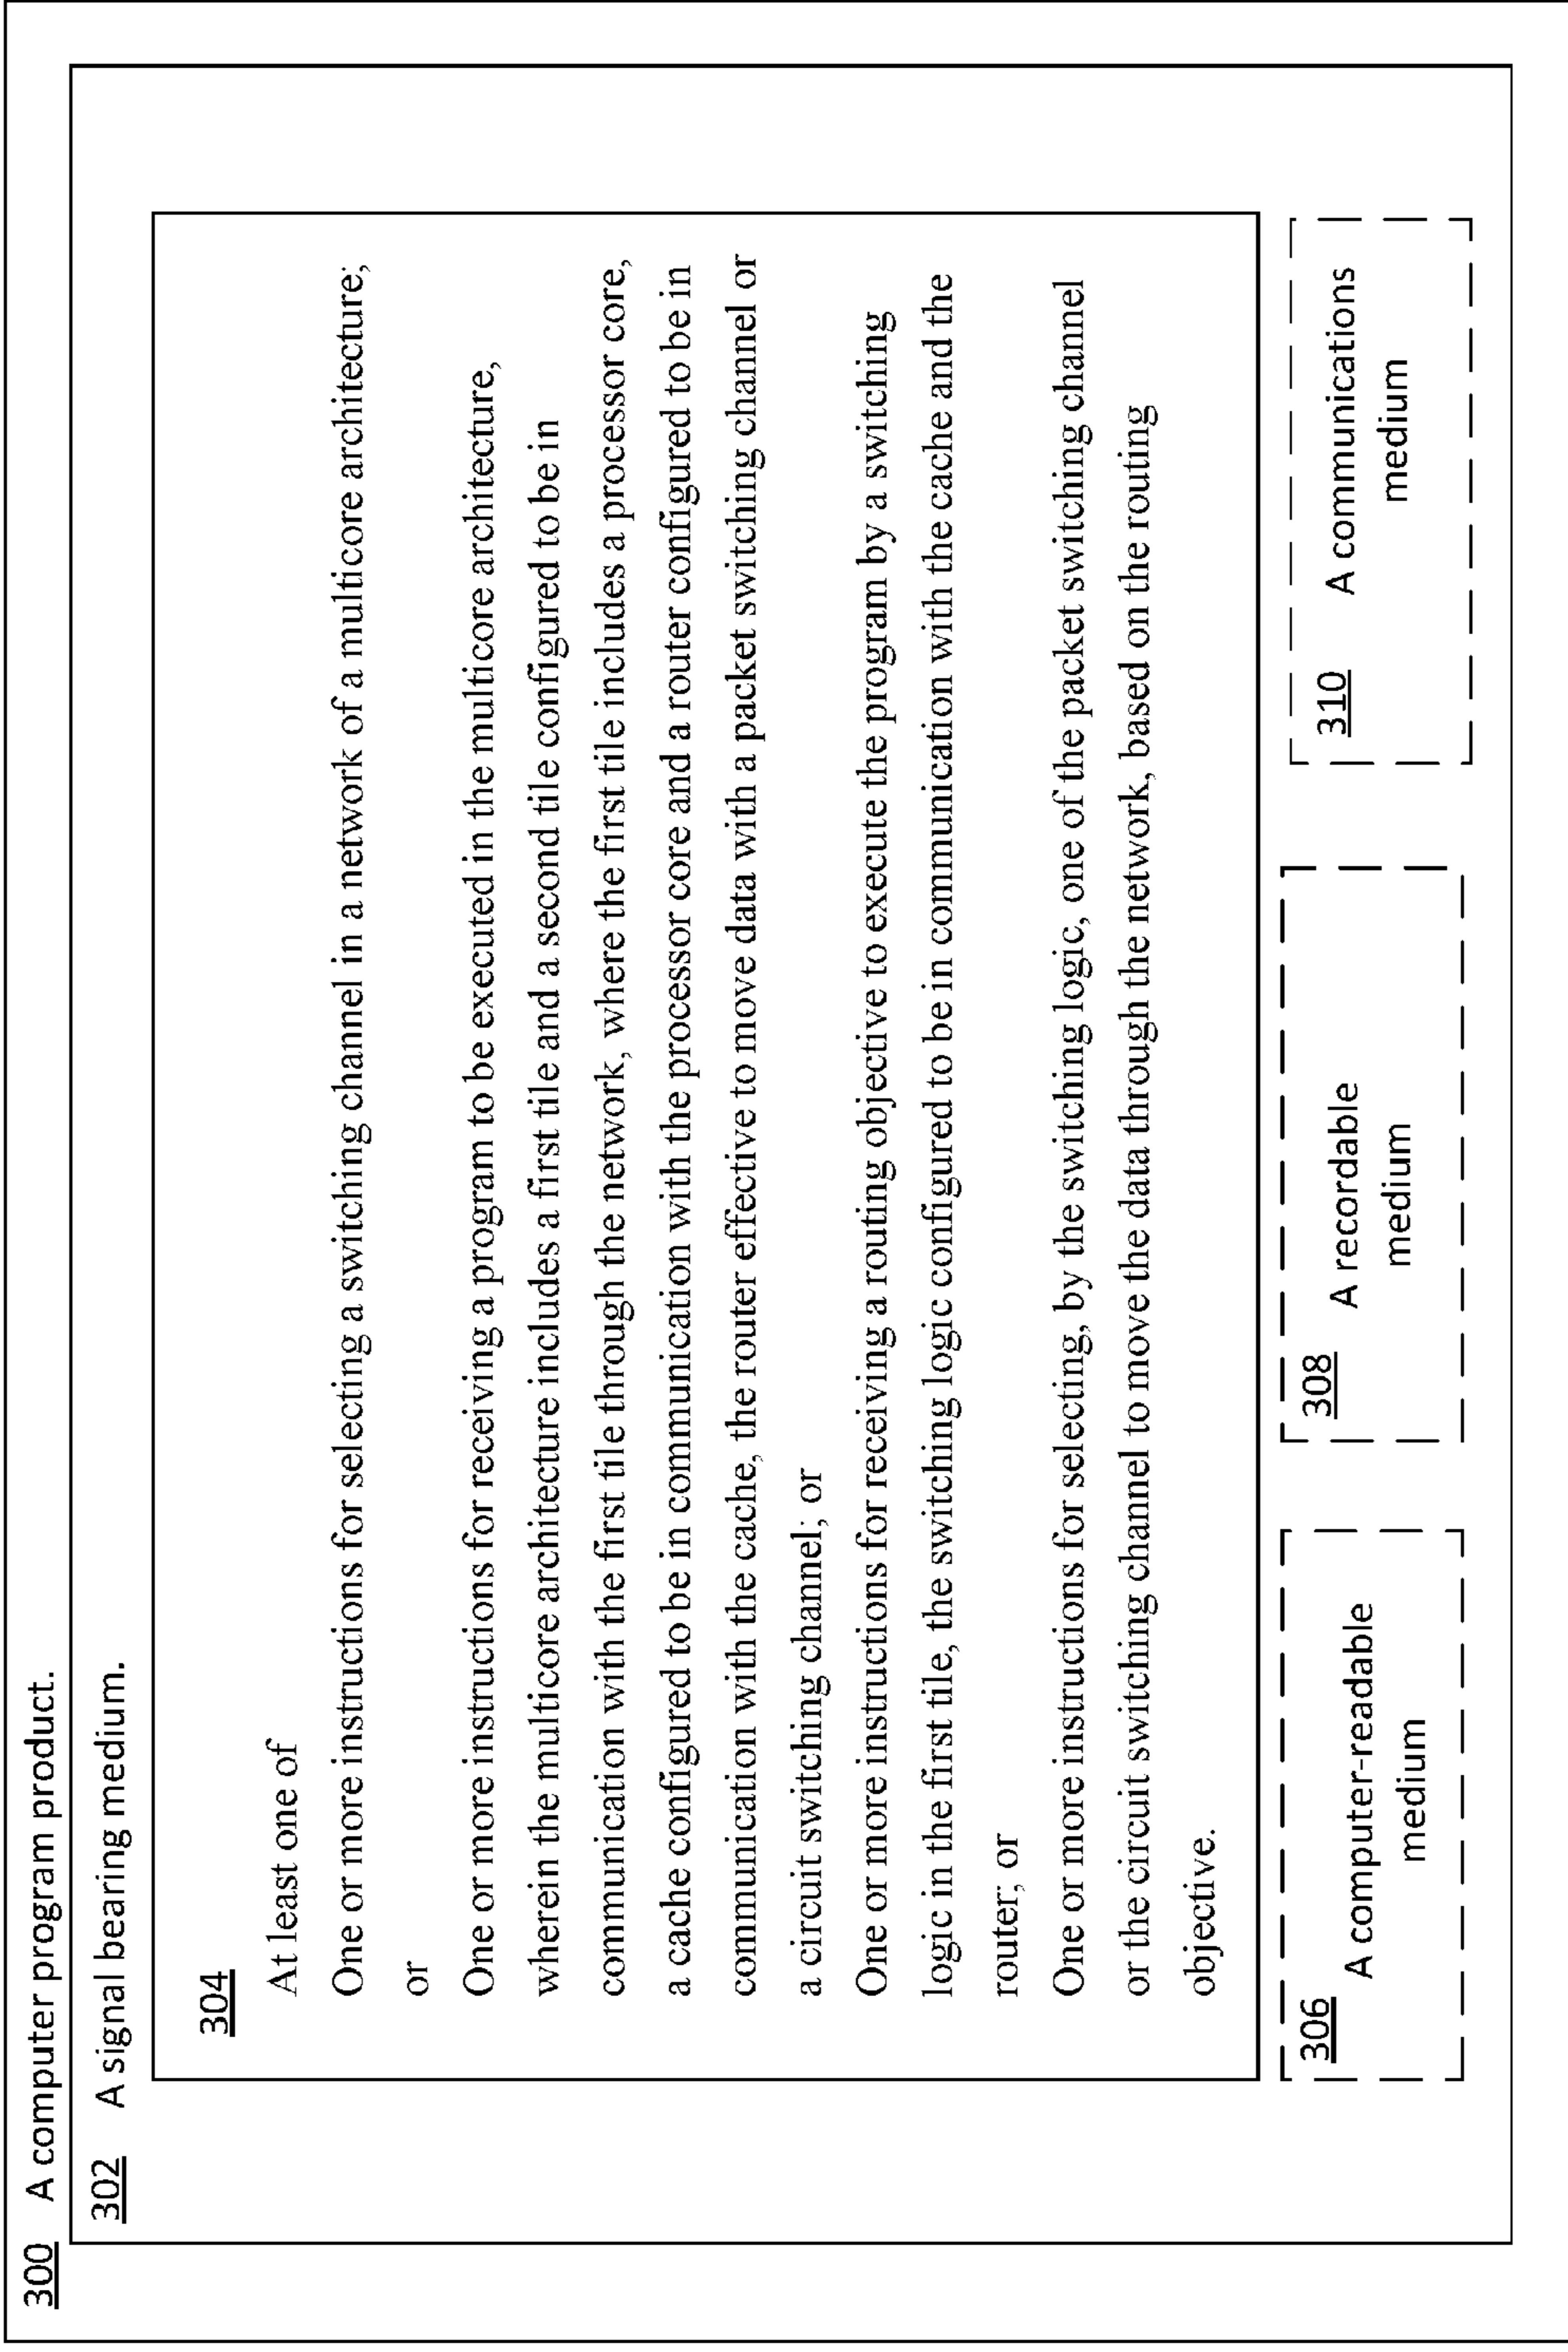 300 A computer program product.
302 A signal bearing medium.
304
At least one of
One or more instructions for selecting a switching channel in a network of a multicore architecture;
or
One or more instructions for receiving a program to be executed in the multicore architecture,
wherein the multicore architecture includes a first tile and a second tile configured to be in
communication with the first tile through the network, where the first tile includes a processor core,
a cache configured to be in communication with the processor core and a router configured to be in
communication with the cache, the router effective to move data with a packet switching channel or
a circuit switching channel; or
One or more instructions for receiving a routing objective to execute the program by a switching
logic in the first tile, the switching logic configured to be in communication with the cache and the
router; or
One or more instructions for selecting, by the switching logic, one of the packet switching channel
or the circuit switching channel to move the data through the network, based on the routing
objective.
306 A computer-readable
medium
308 A recordable
medium
310 A communications
medium